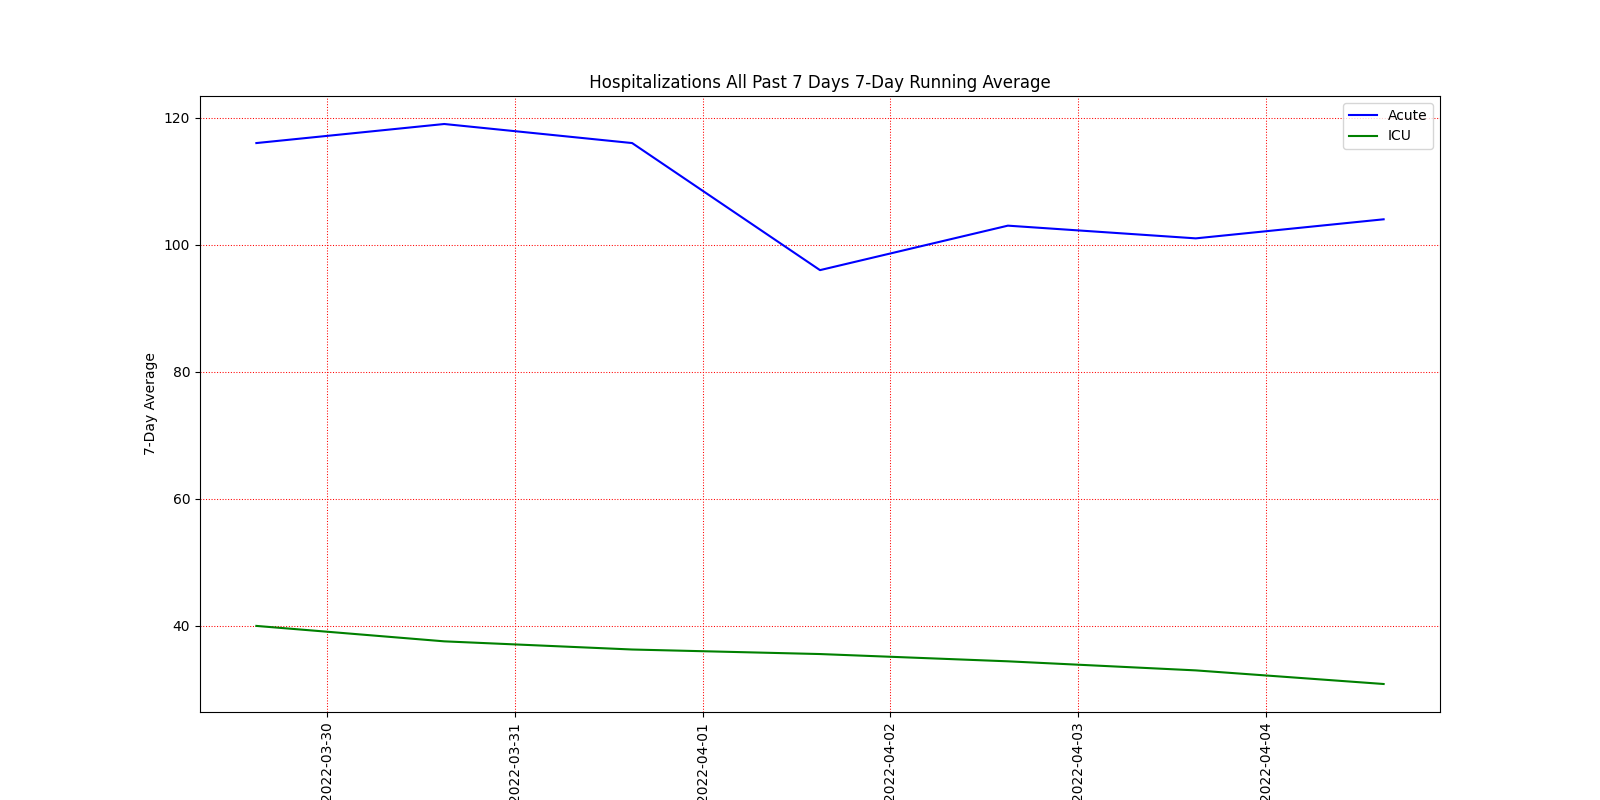 Hospitalizations All Past 7 Days 7-Day Running Average
Acute
ICU
120
100
80
60
40
7-Day Average
2022-03-30
2022-03-31
2022-04-01
2022-04-02
2022-04-03
2022-04-04